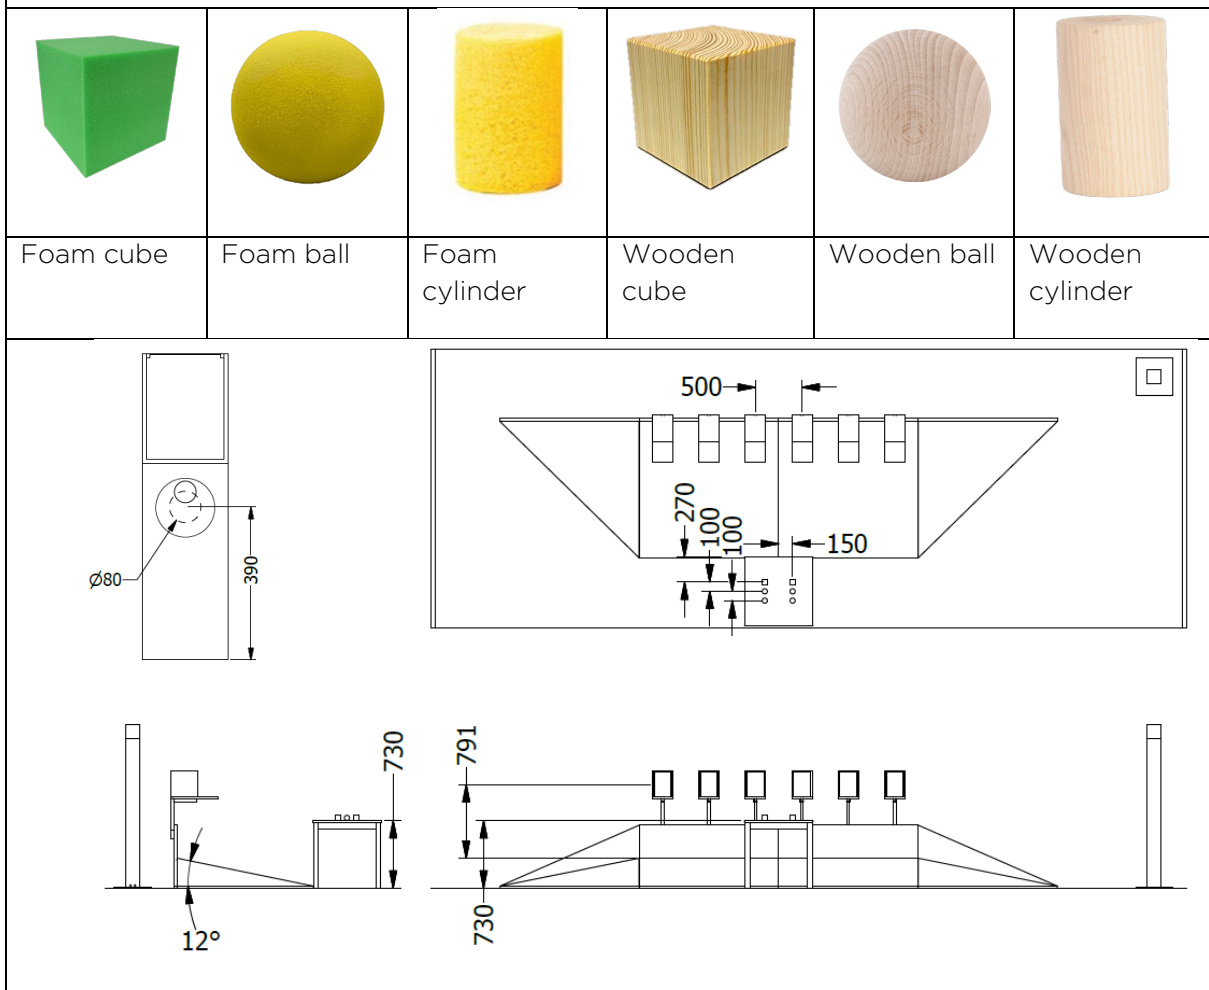 Foam cube
Foam ball
Foam
cylinder
Wooden
cube
Wooden ball
Wooden
cylinder
500
270
100
100
150
Ø80
390
730
791
730
12°